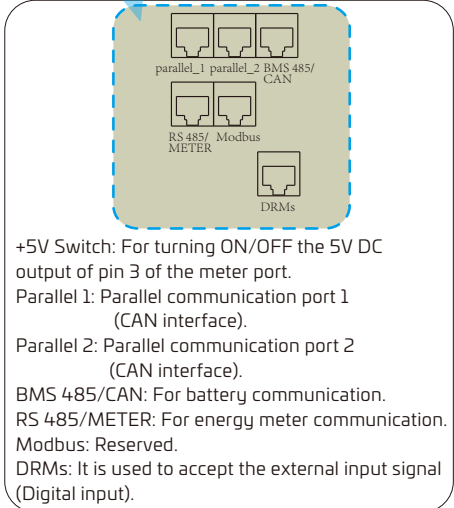 parallel_1 parallel_2 BMS 485/
CAN
RS 485/ Modbus
METER
DRMs
+5V Switch: For turning ON/OFF the 5V DC
output of pin 3 of the meter port.
Parallel 1: Parallel communication port 1
(CAN interface).
Parallel 2: Parallel communication port 2
(CAN interface).
BMS 485/CAN: For battery communication.
RS 485/METER: For energy meter communication.
Modbus: Reserved.
DRMs: It is used to accept the external input signal
(Digital input).